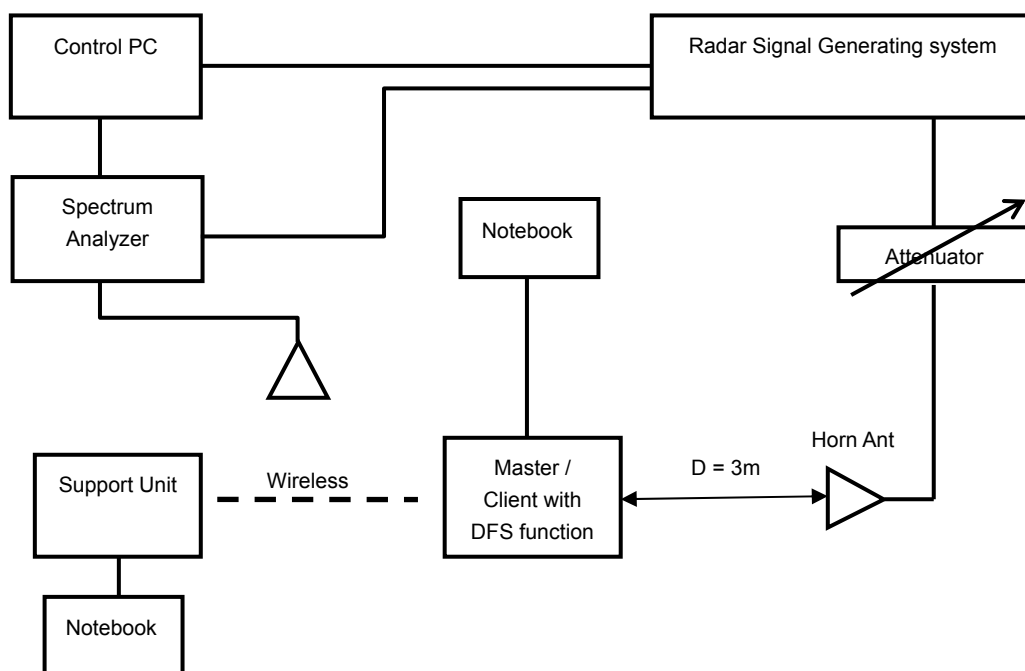 Control PC
Radar Signal Generating system
Spectrum
Analyzer
Notebook
Attenuator
Horn Ant
Support Unit
Wireless
Master /
Client with
DFS function
D = 3m
Notebook